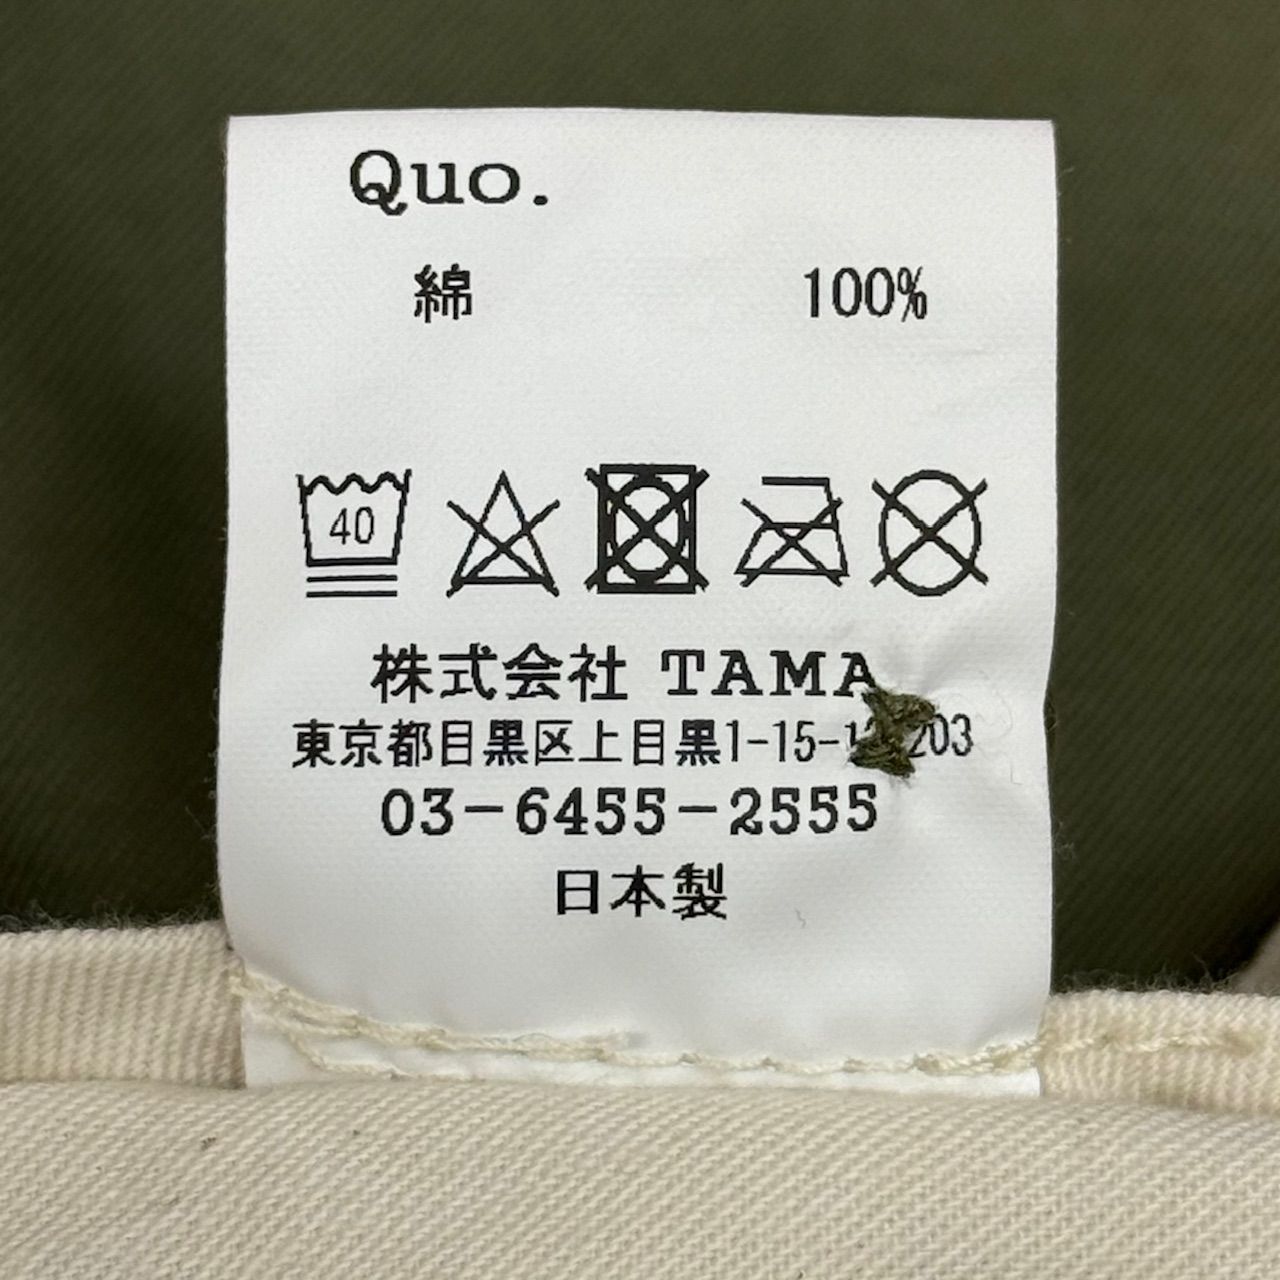 Quo.
綿 100%
40
株式会社 TAMA
東京都目黒区上目黒1-15-1 203
03-6455-2555
日本製